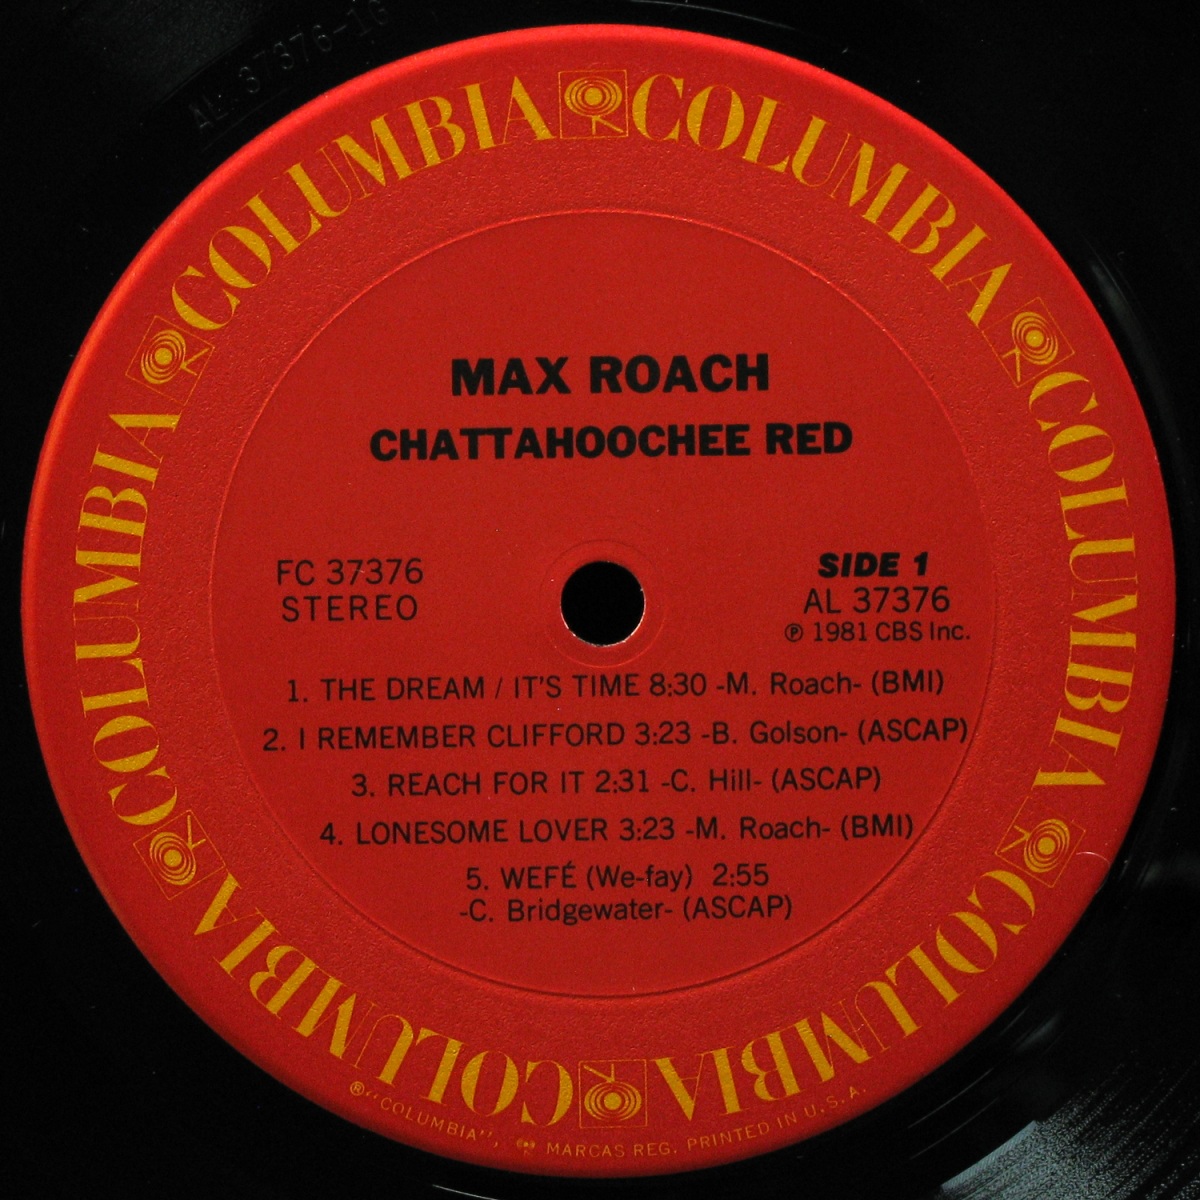 AL-37376-1G
COLUMBIA COLUMBIA COLUMBIA COLUMBIA COLUMBIA COLUMBIA
MAX ROACH
CHATTAHOOCHEE RED
FC 37376
STEREO
SIDE 1
AL 37376
℗ 1981 CBS Inc.
1. THE DREAM / IT'S TIME 8:30 -M. Roach- (BMI)
2. I REMEMBER CLIFFORD 3:23 -B. Golson- (ASCAP)
3. REACH FOR IT 2:31 -C. Hill- (ASCAP)
4. LONESOME LOVER 3:23 -M. Roach- (BMI)
5. WEFÉ (We-fay) 2:55
-C. Bridgewater- (ASCAP)
®"COLUMBIA", MARCAS REG. PRINTED IN U.S.A.